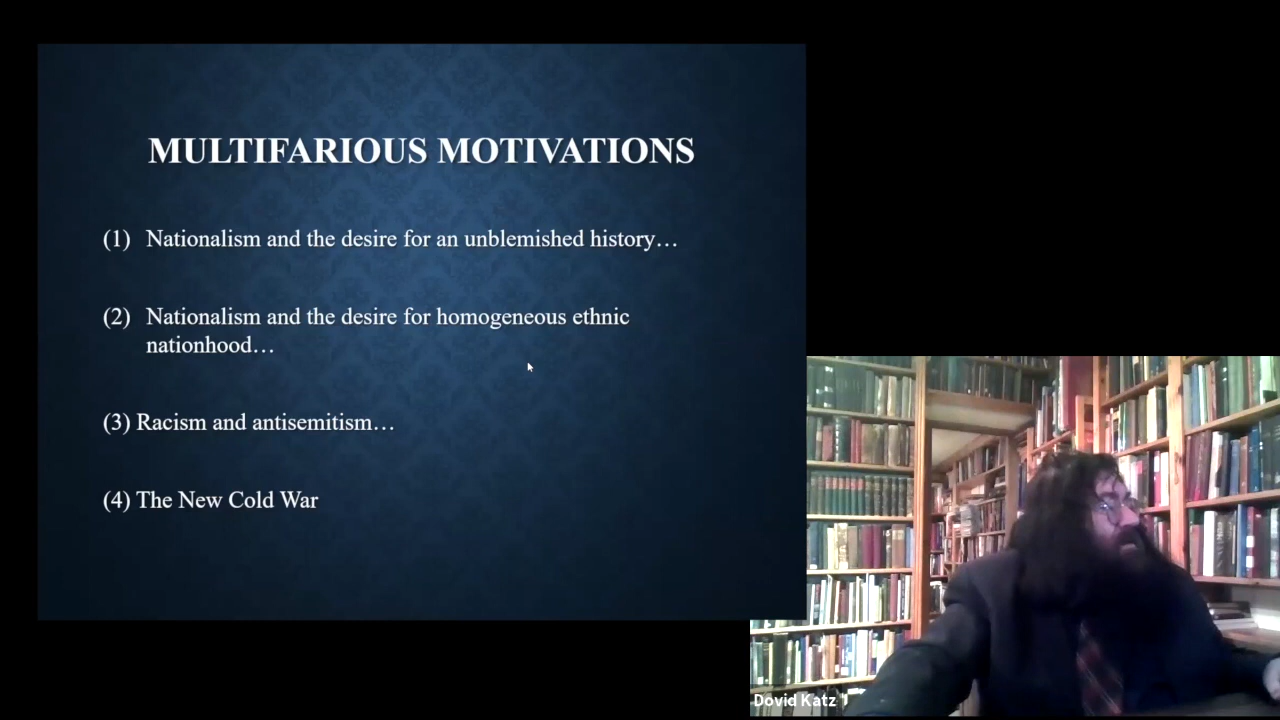 MULTIFARIOUS MOTIVATIONS
(1) Nationalism and the desire for an unblemished history…
(2) Nationalism and the desire for homogeneous ethnic
nationhood…
(3) Racism and antisemitism…
(4) The New Cold War
Dovid Katz